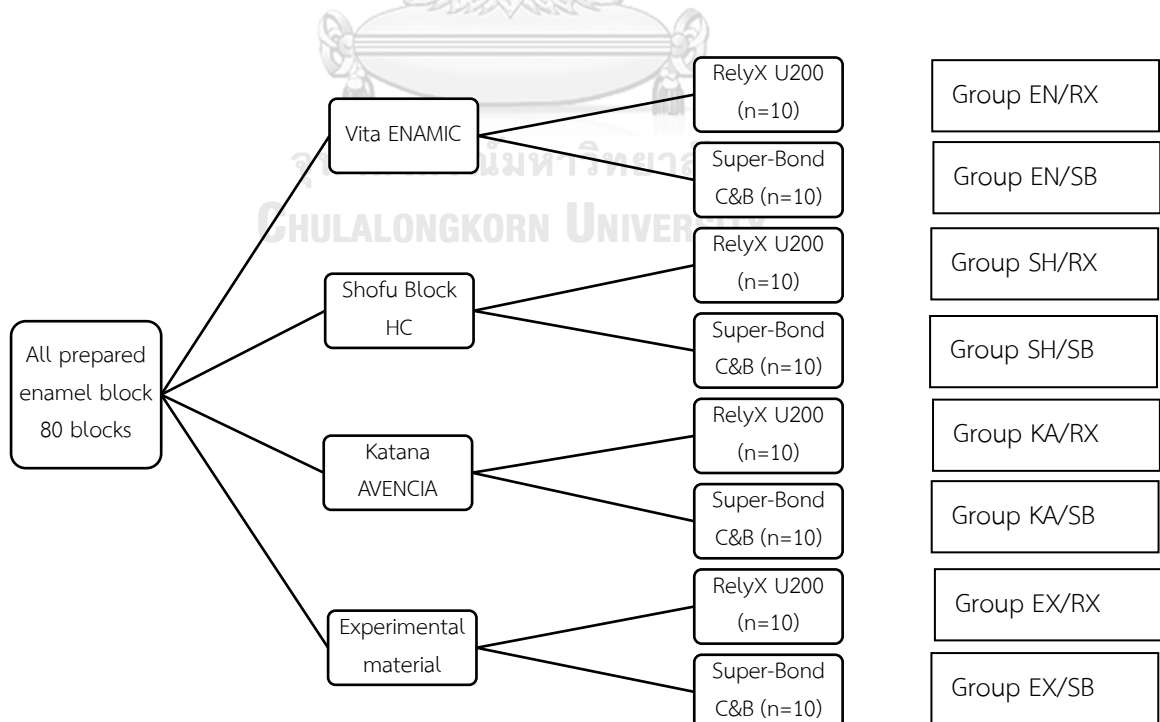 All prepared
enamel block
80 blocks
Vita ENAMIC
RelyX U200
(n=10)
Group EN/RX
Super-Bond
C&B (n=10)
Group EN/SB
CHULALONGKORN
Shofu Block
HC
RelyX U200
(n=10)
Group SH/RX
Super-Bond
C&B (n=10)
Group SH/SB
Katana
AVENCIA
RelyX U200
(n=10)
Group KA/RX
Super-Bond
C&B (n=10)
Group KA/SB
Experimental
material
RelyX U200
(n=10)
Group EX/RX
Super-Bond
C&B (n=10)
Group EX/SB